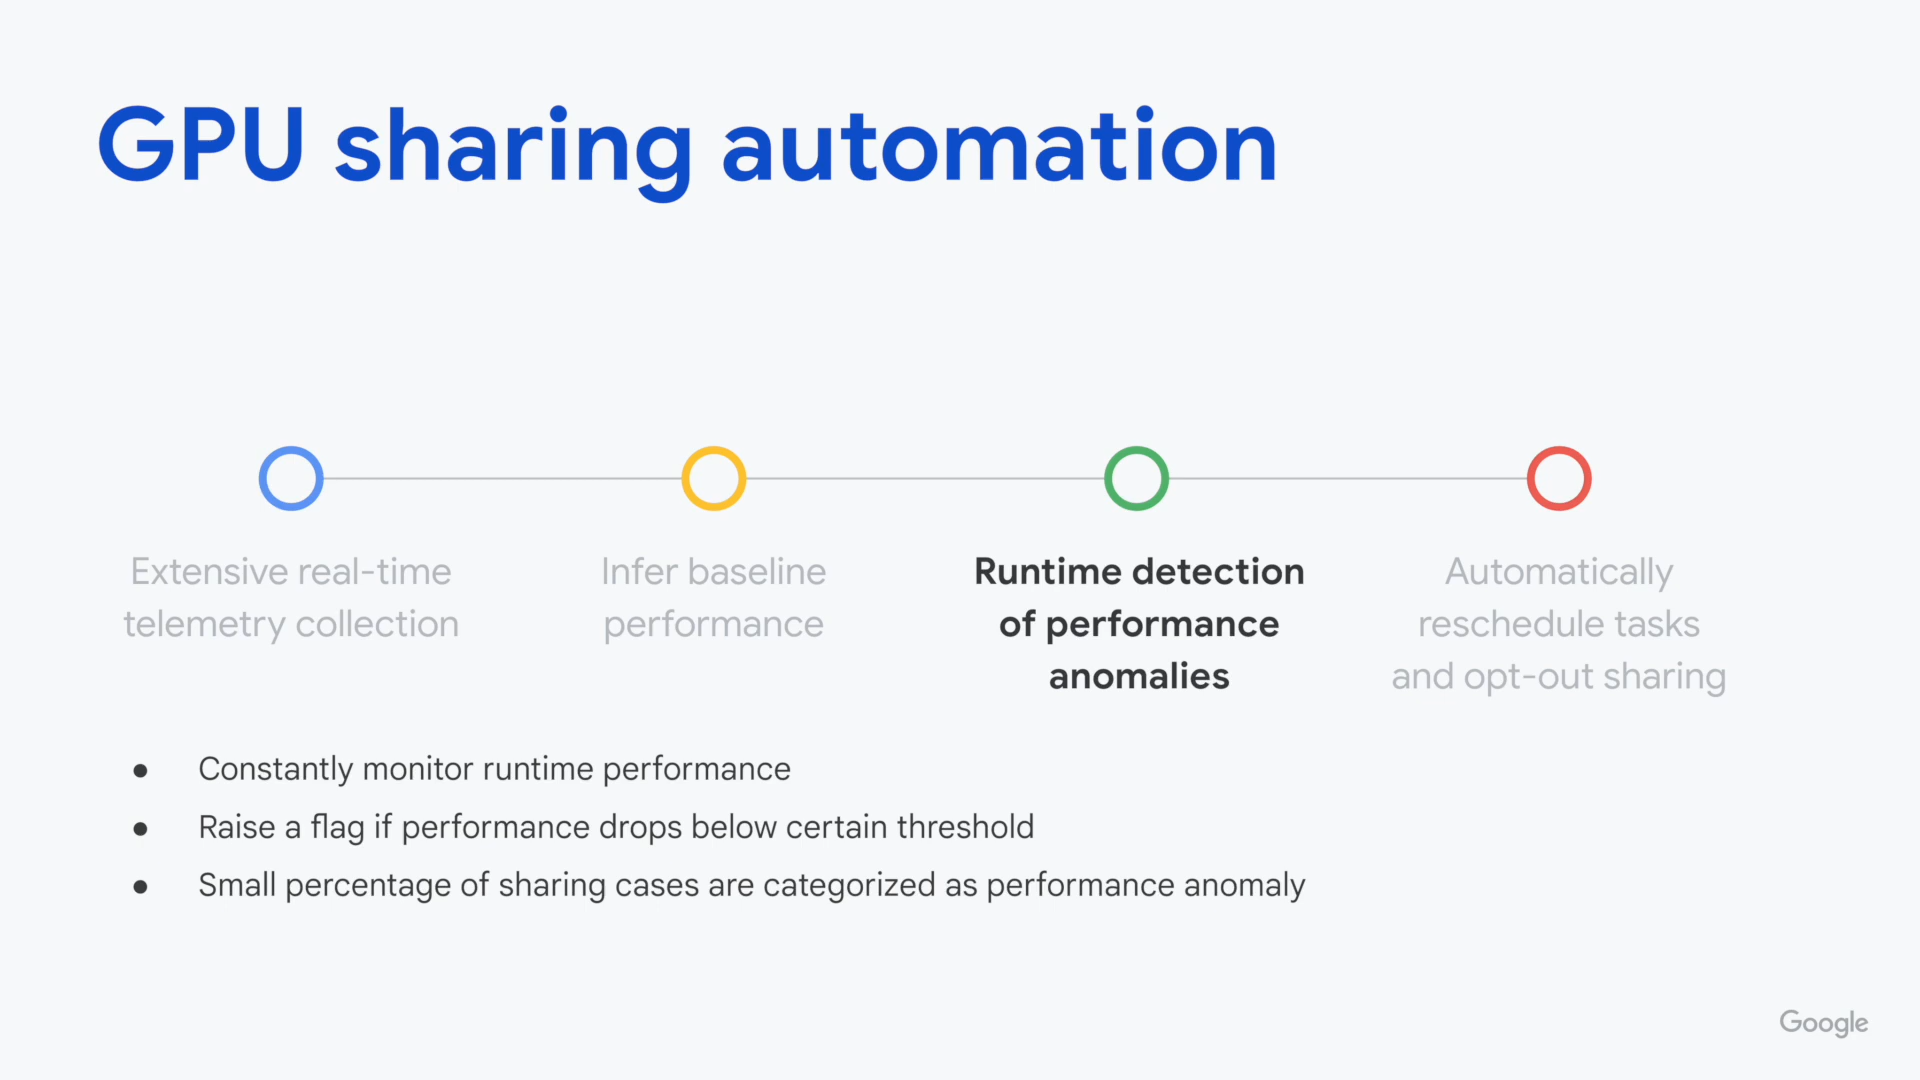 GPU sharing automation
Extensive real-time
telemetry collection
Infer baseline
performance
Runtime detection
of performance
anomalies
Automatically
reschedule tasks
and opt-out sharing
● Constantly monitor runtime performance
● Raise a flag if performance drops below certain threshold
● Small percentage of sharing cases are categorized as performance anomaly
Google